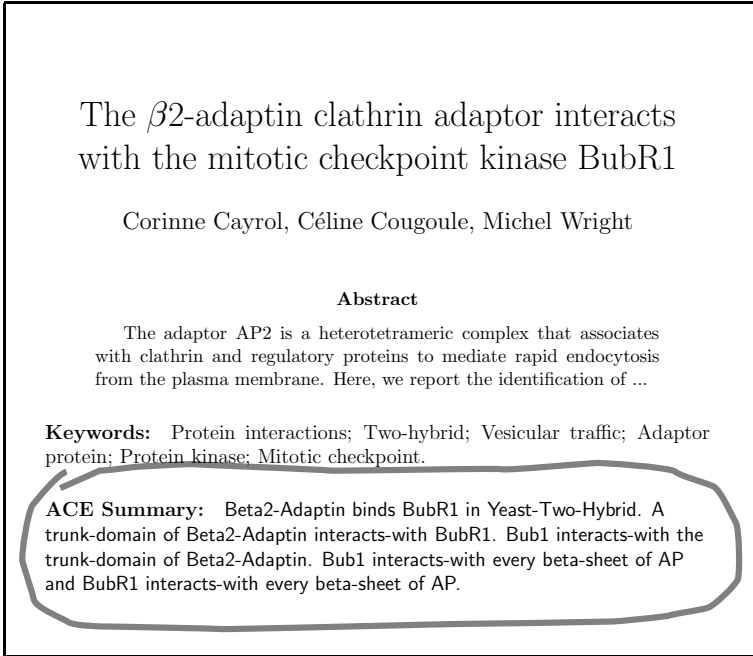 The β2-adaptin clathrin adaptor interacts
with the mitotic checkpoint kinase BubR1
Corinne Cayrol, Céline Cougoule, Michel Wright
Abstract
The adaptor AP2 is a heterotetrameric complex that associates
with clathrin and regulatory proteins to mediate rapid endocytosis
from the plasma membrane. Here, we report the identification of ...
Keywords: Protein interactions; Two-hybrid; Vesicular traffic; Adaptor
protein; Protein kinase; Mitotic checkpoint.
ACE Summary: Beta2-Adaptin binds BubR1 in Yeast-Two-Hybrid. A
trunk-domain of Beta2-Adaptin interacts-with BubR1. Bub1 interacts-with the
trunk-domain of Beta2-Adaptin. Bub1 interacts-with every beta-sheet of AP
and BubR1 interacts-with every beta-sheet of AP.